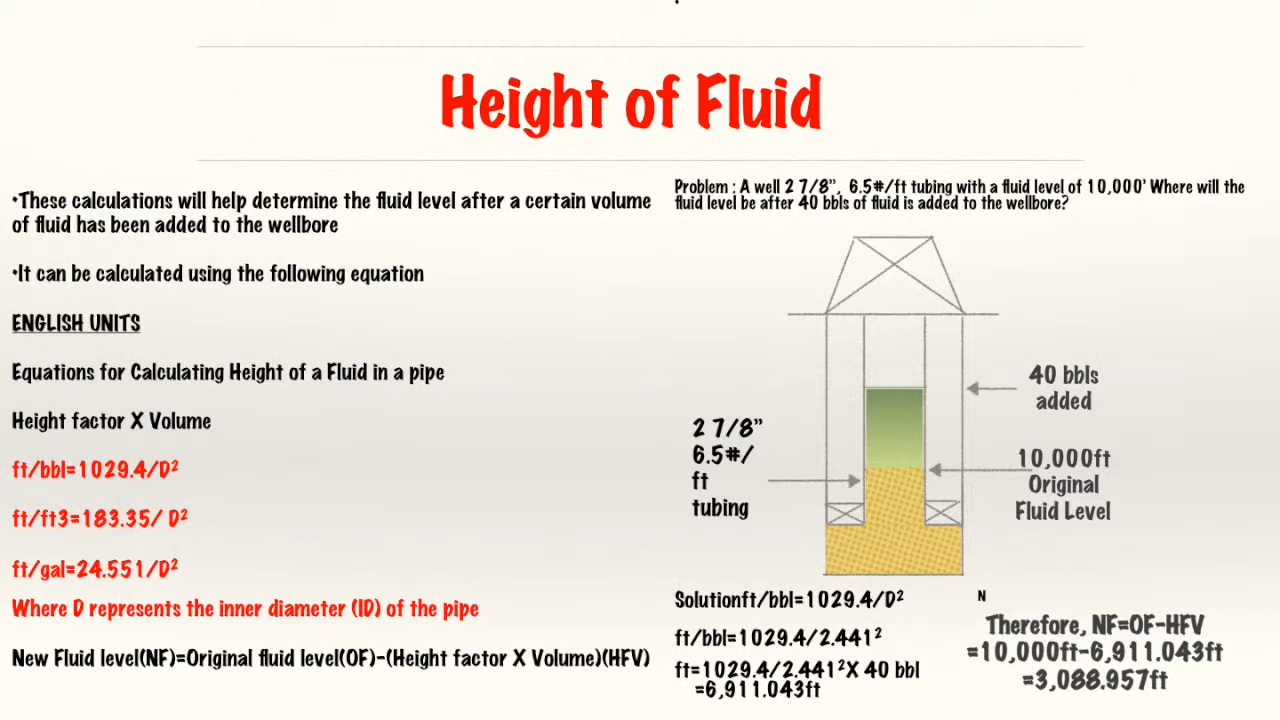 Height of Fluid
•These calculations will help determine the fluid level after a certain volume
of fluid has been added to the wellbore
•It can be calculated using the following equation
ENGLISH UNITS
Equations for Calculating Height of a Fluid in a pipe
Height factor X Volume
ft/bbl=1029.4/D²
ft/ft3=183.35/ D²
ft/gal=24.551/D²
Where D represents the inner diameter (ID) of the pipe
New Fluid level(NF)=Original fluid level(OF)-(Height factor X Volume)(HFV)
Problem : A well 2 7/8”, 6.5#/ft tubing with a fluid level of 10,000' Where will the
fluid level be after 40 bbls of fluid is added to the wellbore?
40 bbls
added
2 7/8”
6.5#/
ft
tubing
10,000ft
Original
Fluid Level
Solutionft/bbl=1029.4/D²
ft/bbl=1029.4/2.441²
ft=1029.4/2.441²X 40 bbl
=6,911.043ft
N
Therefore, NF=OF-HFV
=10,000ft-6,911.043ft
=3,088.957ft